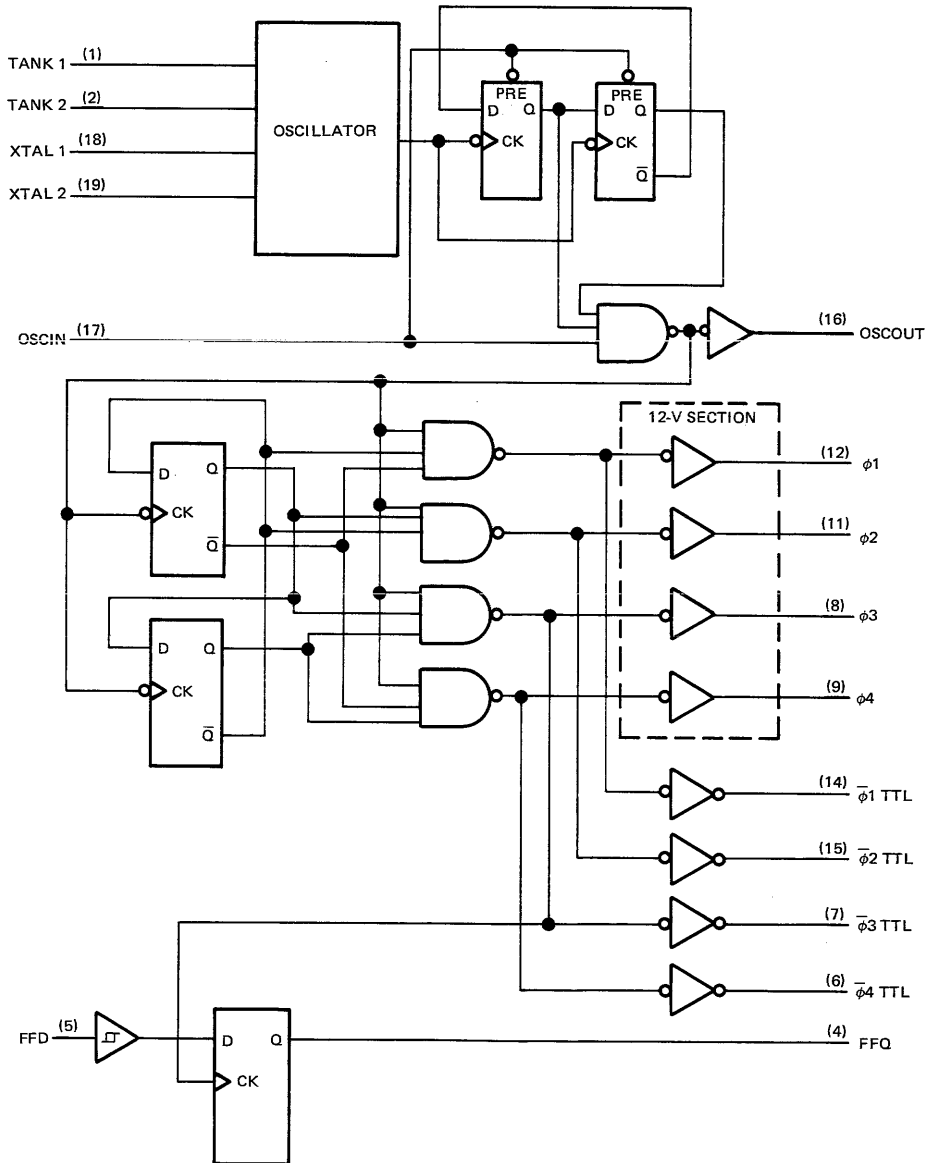 TANK 1 (1)
TANK 2 (2)
XTAL 1 (18)
XTAL 2 (19)
OSCILLATOR
PRE
D Q
CK
PRE
D Q
CK
Q̅
OSCIN (17)
(16) OSCOUT
12-V SECTION
D Q
CK
Q̅
D Q
CK
Q̅
(12) ϕ1
(11) ϕ2
(8) ϕ3
(9) ϕ4
(14) ϕ̅1 TTL
(15) ϕ̅2 TTL
(7) ϕ̅3 TTL
(6) ϕ̅4 TTL
FFD (5)
D Q
CK
(4) FFQ